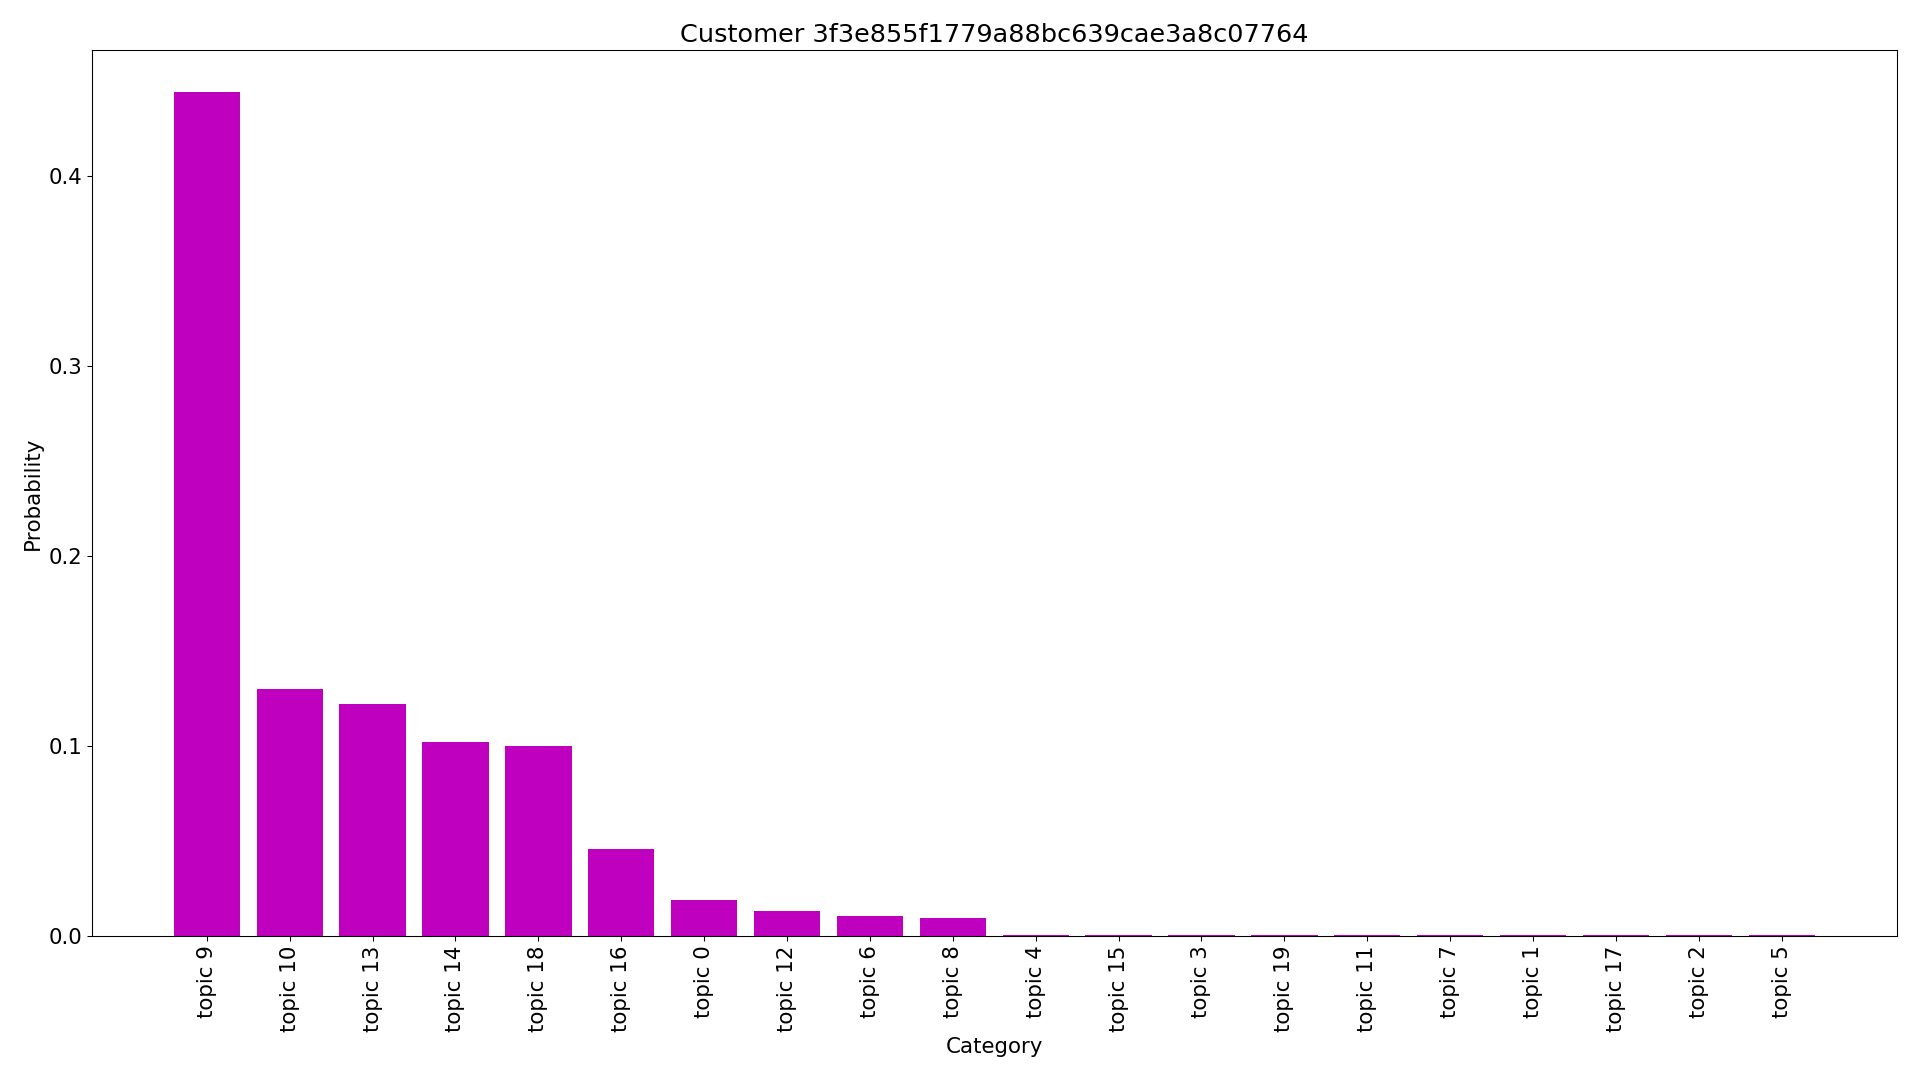 Customer 3f3e855f1779a88bc639cae3a8c07764
Probability
0.4
0.3
0.2
0.1
0.0
topic 9
topic 10
topic 13
topic 14
topic 18
topic 16
topic 0
topic 12
topic 6
topic 8
topic 4
topic 15
topic 3
topic 19
topic 11
topic 7
topic 1
topic 17
topic 2
topic 5
Category